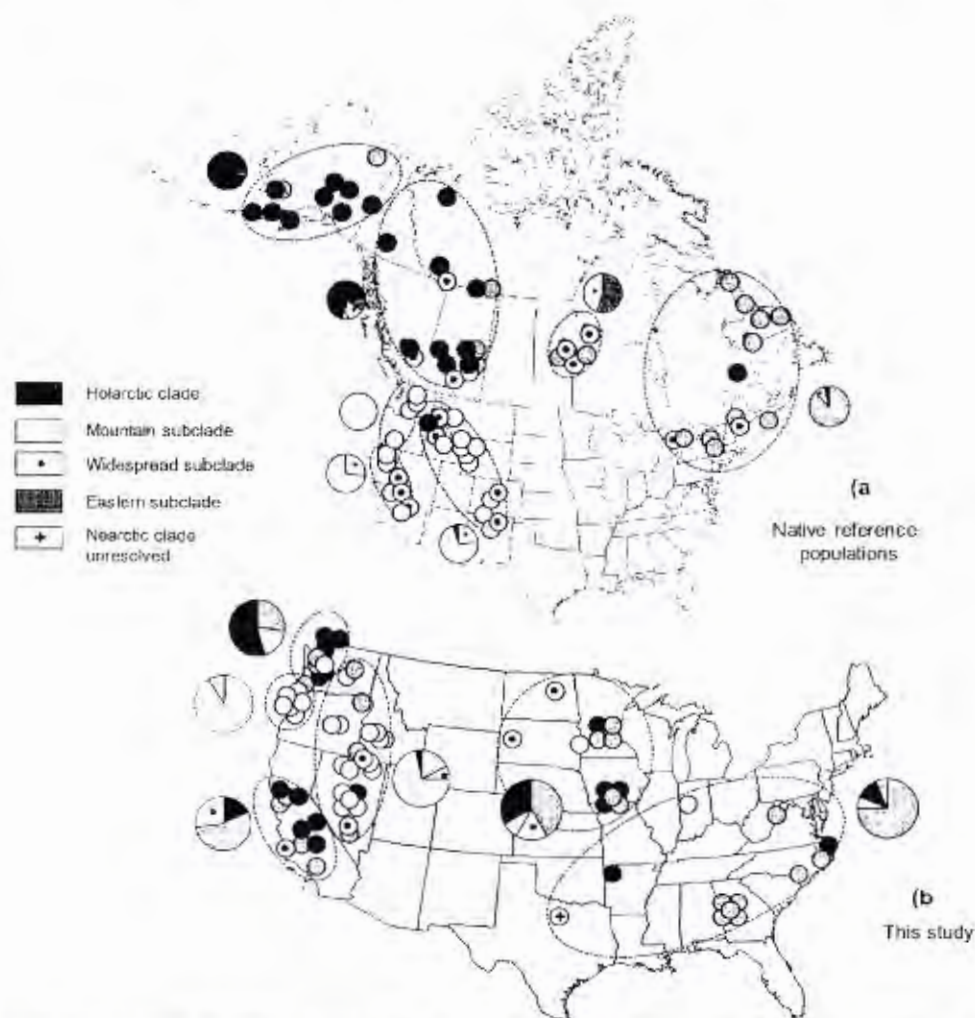 Holarctic clade
Mountain subclade
Widespread subclade
Eastern subclade
Nearctic clade
unresolved
(a
Native reference
populations
(b
This study